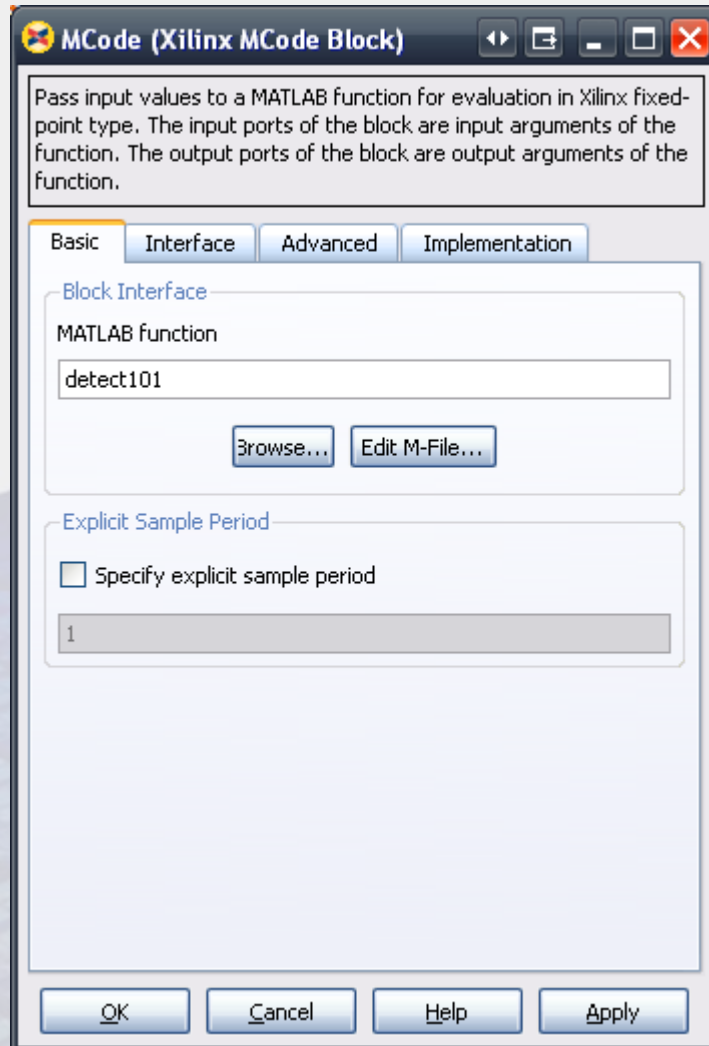 MCode (Xilinx MCode Block)
Pass input values to a MATLAB function for evaluation in Xilinx fixed-
point type. The input ports of the block are input arguments of the
function. The output ports of the block are output arguments of the
function.
Basic Interface Advanced Implementation
Block Interface
MATLAB function
detect101
Browse... Edit M-File...
Explicit Sample Period
Specify explicit sample period
1
OK Cancel Help Apply